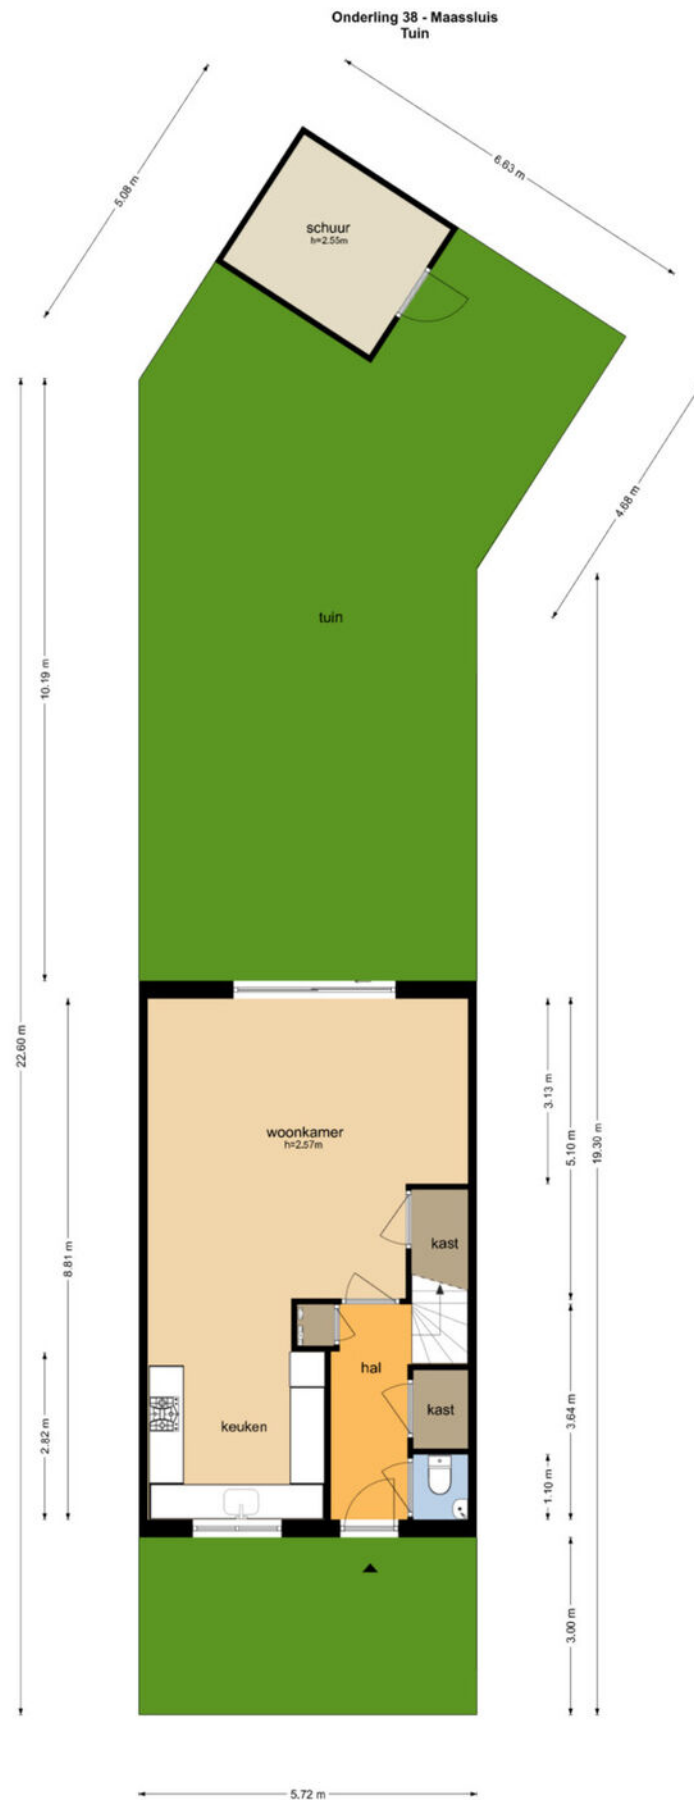 Onderling 38 - Maassluis
Tuin
5.08 m
6.63 m
schuur
h=2.55m
4.68 m
tuin
10.19 m
22.60 m
woonkamer
h=2.57m
3.13 m
5.10 m
19.30 m
kast
8.81 m
hal
keuken
kast
2.82 m
3.64 m
1.10 m
3.00 m
5.72 m